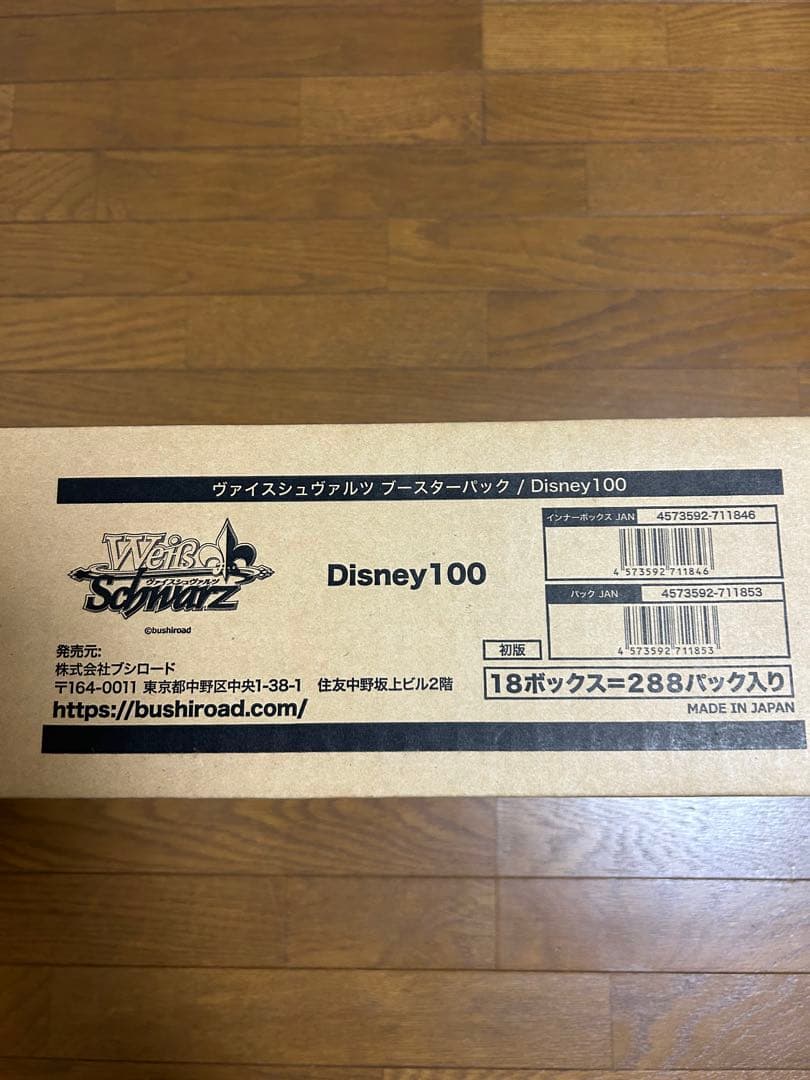 ヴァイスシュヴァルツ ブースターパック / Disney100
Weiß
ヴァイスシュヴァルツ
Schwarz
©bushiroad
Disney100
インナーボックス JAN 4573592-711846
4 573592 711846
パック JAN 4573592-711853
4 573592 711853
発売元:
株式会社ブシロード
〒164-0011 東京都中野区中央1-38-1 住友中野坂上ビル2階
https://bushiroad.com/
初版
18ボックス=288パック入り
MADE IN JAPAN